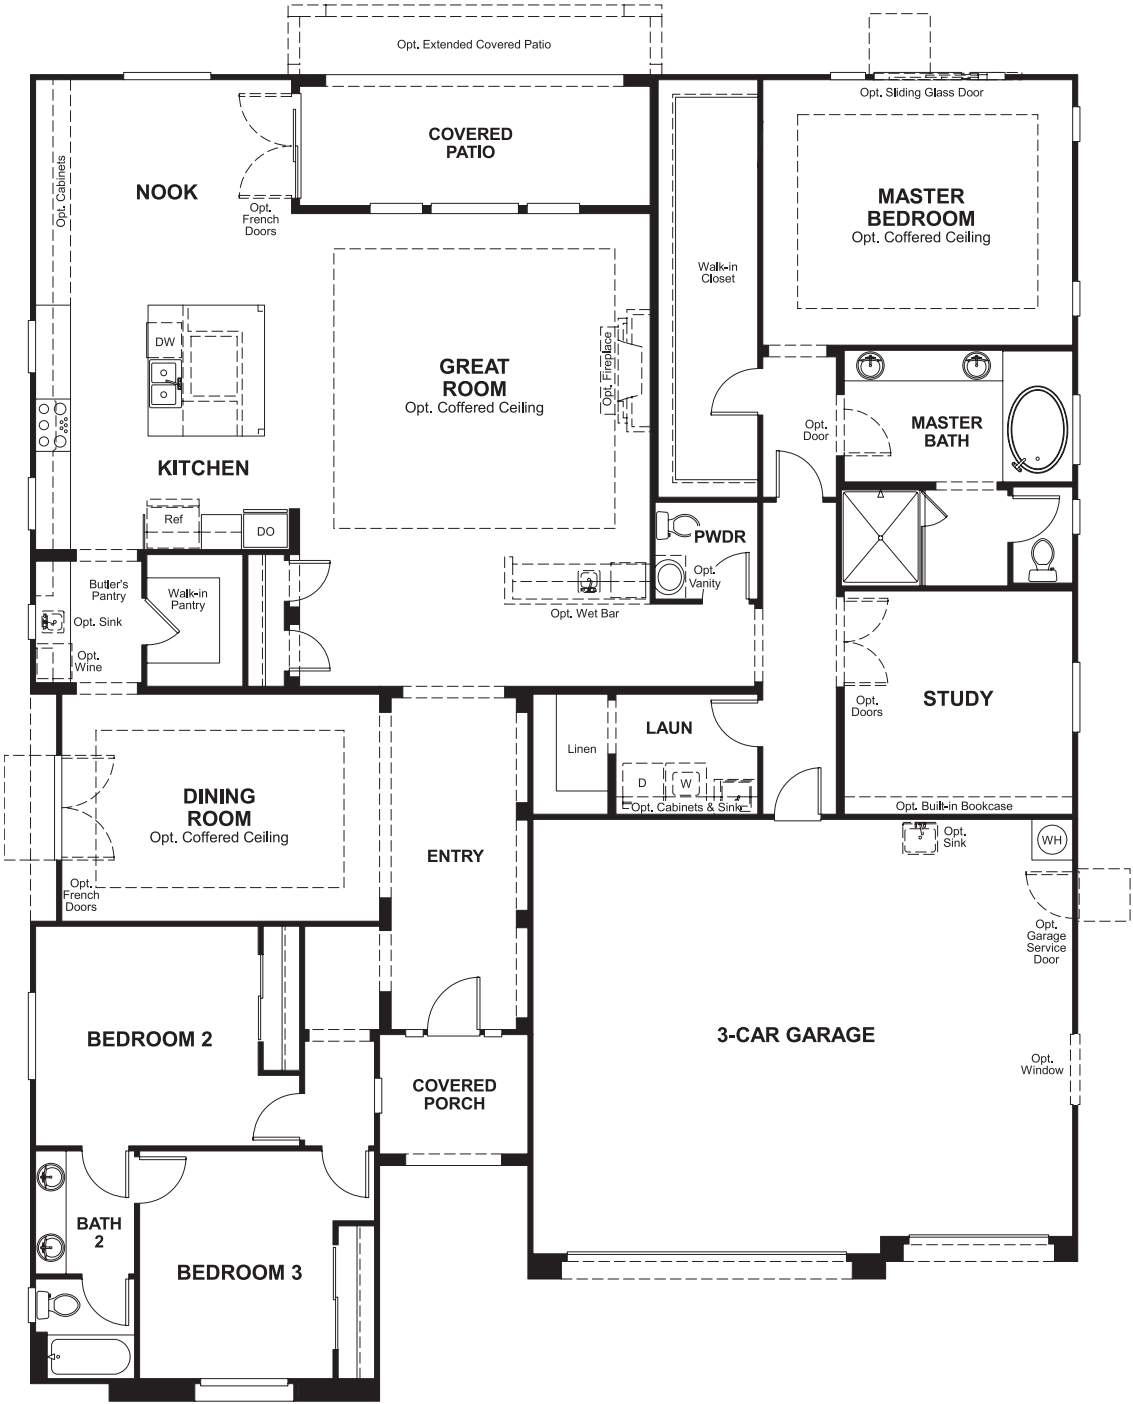 Opt. Extended Covered Patio
Opt. Sliding Glass Door
COVERED
PATIO
Opt. Cabinets
NOOK
Opt.
French
Doors
MASTER
BEDROOM
Opt. Coffered Ceiling
Walk-in
Closet
DW
GREAT
ROOM
Opt. Coffered Ceiling
Opt. Fireplace
Opt.
Door
MASTER
BATH
KITCHEN
Ref
DO
PWDR
Opt.
Vanity
Butler's
Pantry
Walk-in
Pantry
Opt. Sink
Opt. Wet Bar
Opt.
Wine
Opt.
Doors
STUDY
LAUN
Linen
D
W
Opt. Cabinets & Sink
Opt. Built-in Bookcase
DINING
ROOM
Opt. Coffered Ceiling
Opt.
French
Doors
ENTRY
Opt.
Sink
WH
Opt.
Garage
Service
Door
BEDROOM 2
3-CAR GARAGE
Opt.
Window
COVERED
PORCH
BATH
2
BEDROOM 3